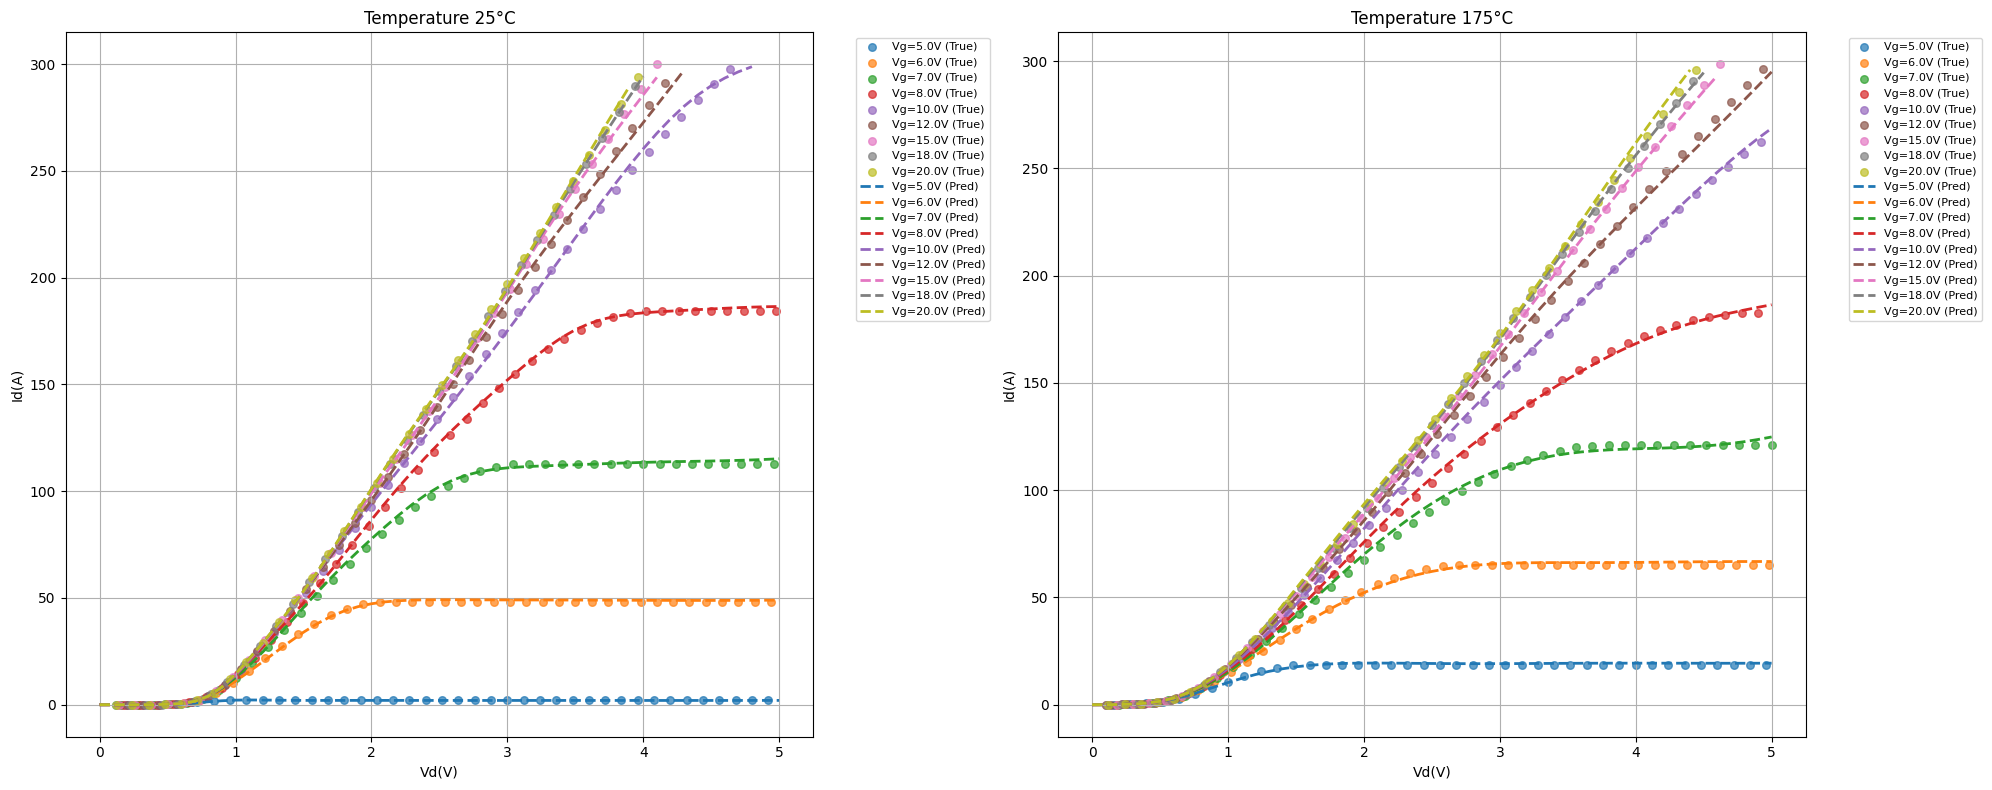 Temperature 25°C
Id(A)
300
250
200
150
100
50
0
0 1 2 3 4 5
Vd(V)
Vg=5.0V (True)
Vg=6.0V (True)
Vg=7.0V (True)
Vg=8.0V (True)
Vg=10.0V (True)
Vg=12.0V (True)
Vg=15.0V (True)
Vg=18.0V (True)
Vg=20.0V (True)
Vg=5.0V (Pred)
Vg=6.0V (Pred)
Vg=7.0V (Pred)
Vg=8.0V (Pred)
Vg=10.0V (Pred)
Vg=12.0V (Pred)
Vg=15.0V (Pred)
Vg=18.0V (Pred)
Vg=20.0V (Pred)
Temperature 175°C
Id(A)
300
250
200
150
100
50
0
0 1 2 3 4 5
Vd(V)
Vg=5.0V (True)
Vg=6.0V (True)
Vg=7.0V (True)
Vg=8.0V (True)
Vg=10.0V (True)
Vg=12.0V (True)
Vg=15.0V (True)
Vg=18.0V (True)
Vg=20.0V (True)
Vg=5.0V (Pred)
Vg=6.0V (Pred)
Vg=7.0V (Pred)
Vg=8.0V (Pred)
Vg=10.0V (Pred)
Vg=12.0V (Pred)
Vg=15.0V (Pred)
Vg=18.0V (Pred)
Vg=20.0V (Pred)